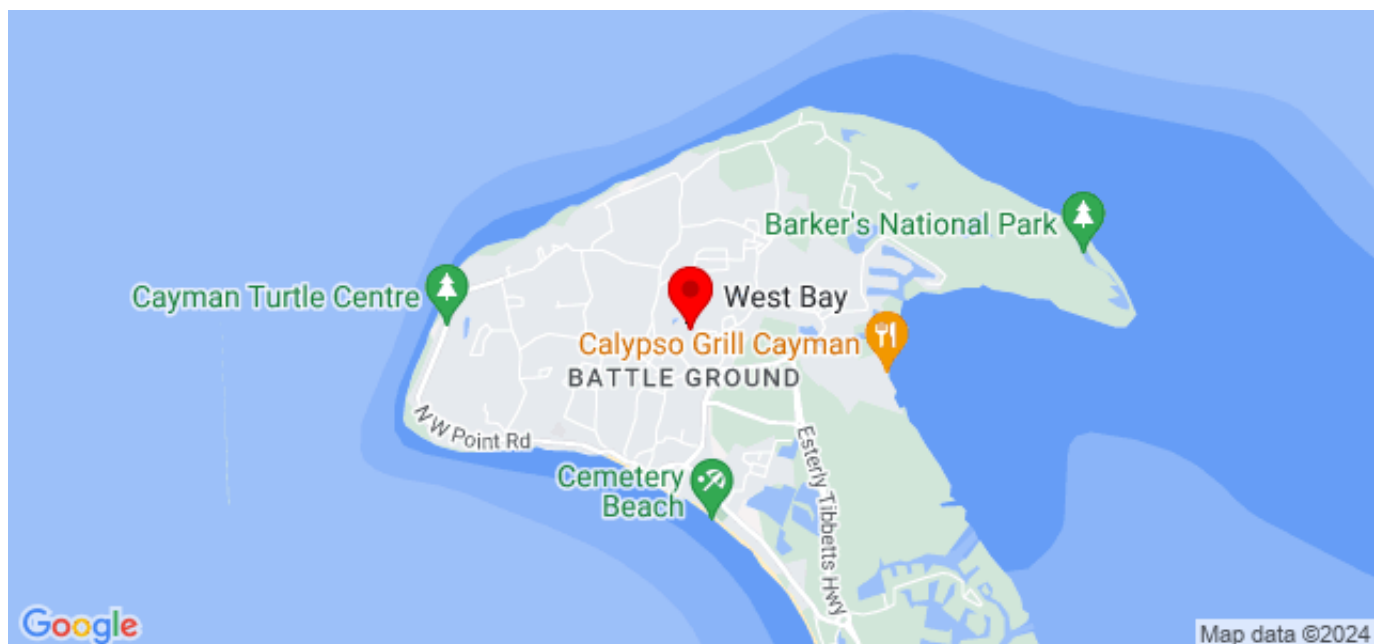 Barker's National Park
Cayman Turtle Centre
West Bay
Calypso Grill Cayman
BATTLE GROUND
NW Point Rd
Esterly Tibbetts Hwy
Cemetery
Beach
Google
Map data ©2024